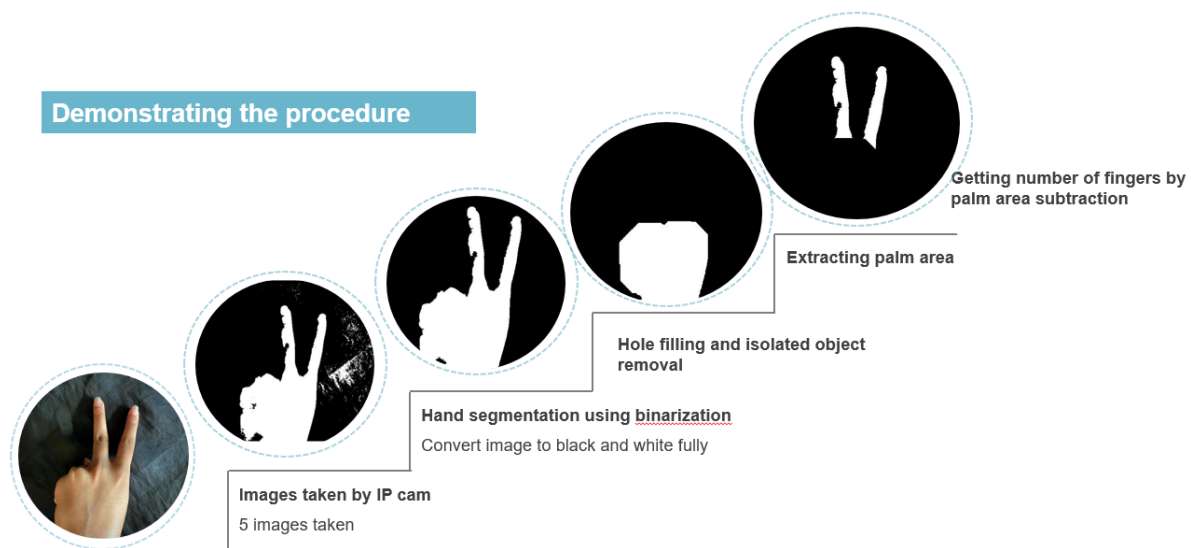 Demonstrating the procedure
Getting number of fingers by
palm area subtraction
Extracting palm area
Hole filling and isolated object
removal
Hand segmentation using binarization
Convert image to black and white fully
Images taken by IP cam
5 images taken